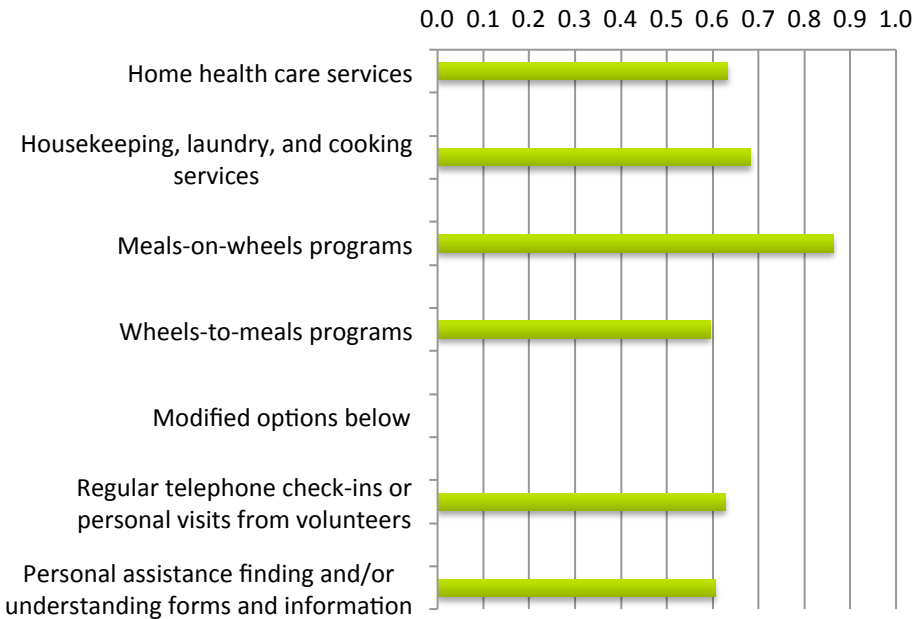 0.0 0.1 0.2 0.3 0.4 0.5 0.6 0.7 0.8 0.9 1.0
Home health care services
Housekeeping, laundry, and cooking
services
Meals-on-wheels programs
Wheels-to-meals programs
Modified options below
Regular telephone check-ins or
personal visits from volunteers
Personal assistance finding and/or
understanding forms and information